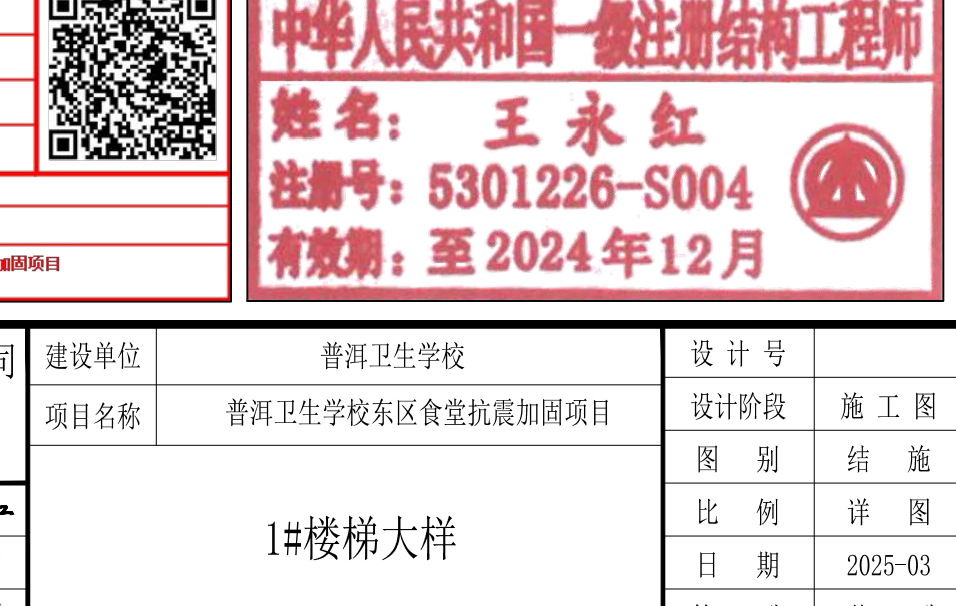 中华人民共和国一级注册结构工程师
姓名： 王永红
注册号：5301226-S004
有效期：至2024年12月
加固项目
建设单位 普洱卫生学校
项目名称 普洱卫生学校东区食堂抗震加固项目
1#楼梯大样
设计号
设计阶段 施工图
图别 结施
比例 详图
日期 2025-03